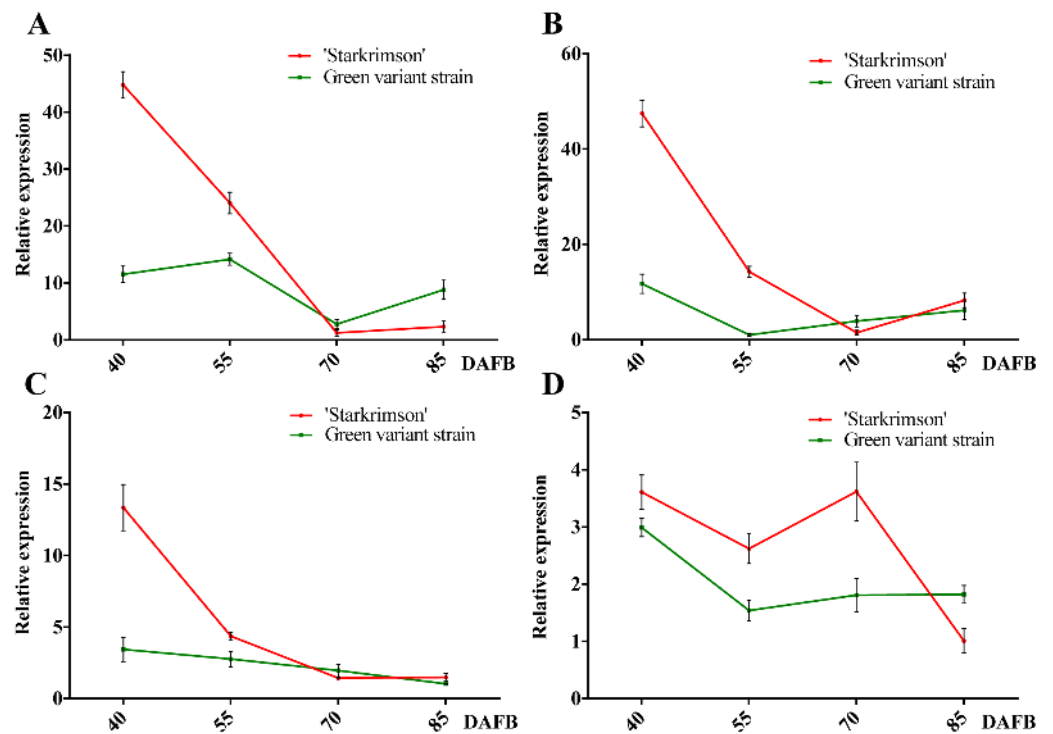 A
'Starkrimson'
Green variant strain
Relative expression
50
40
30
20
10
0
40
55
70
85
DAFB
B
'Starkrimson'
Green variant strain
Relative expression
60
40
20
0
40
55
70
85
DAFB
C
'Starkrimson'
Green variant strain
Relative expression
20
15
10
5
0
40
55
70
85
DAFB
D
'Starkrimson'
Green variant strain
Relative expression
5
4
3
2
1
0
40
55
70
85
DAFB